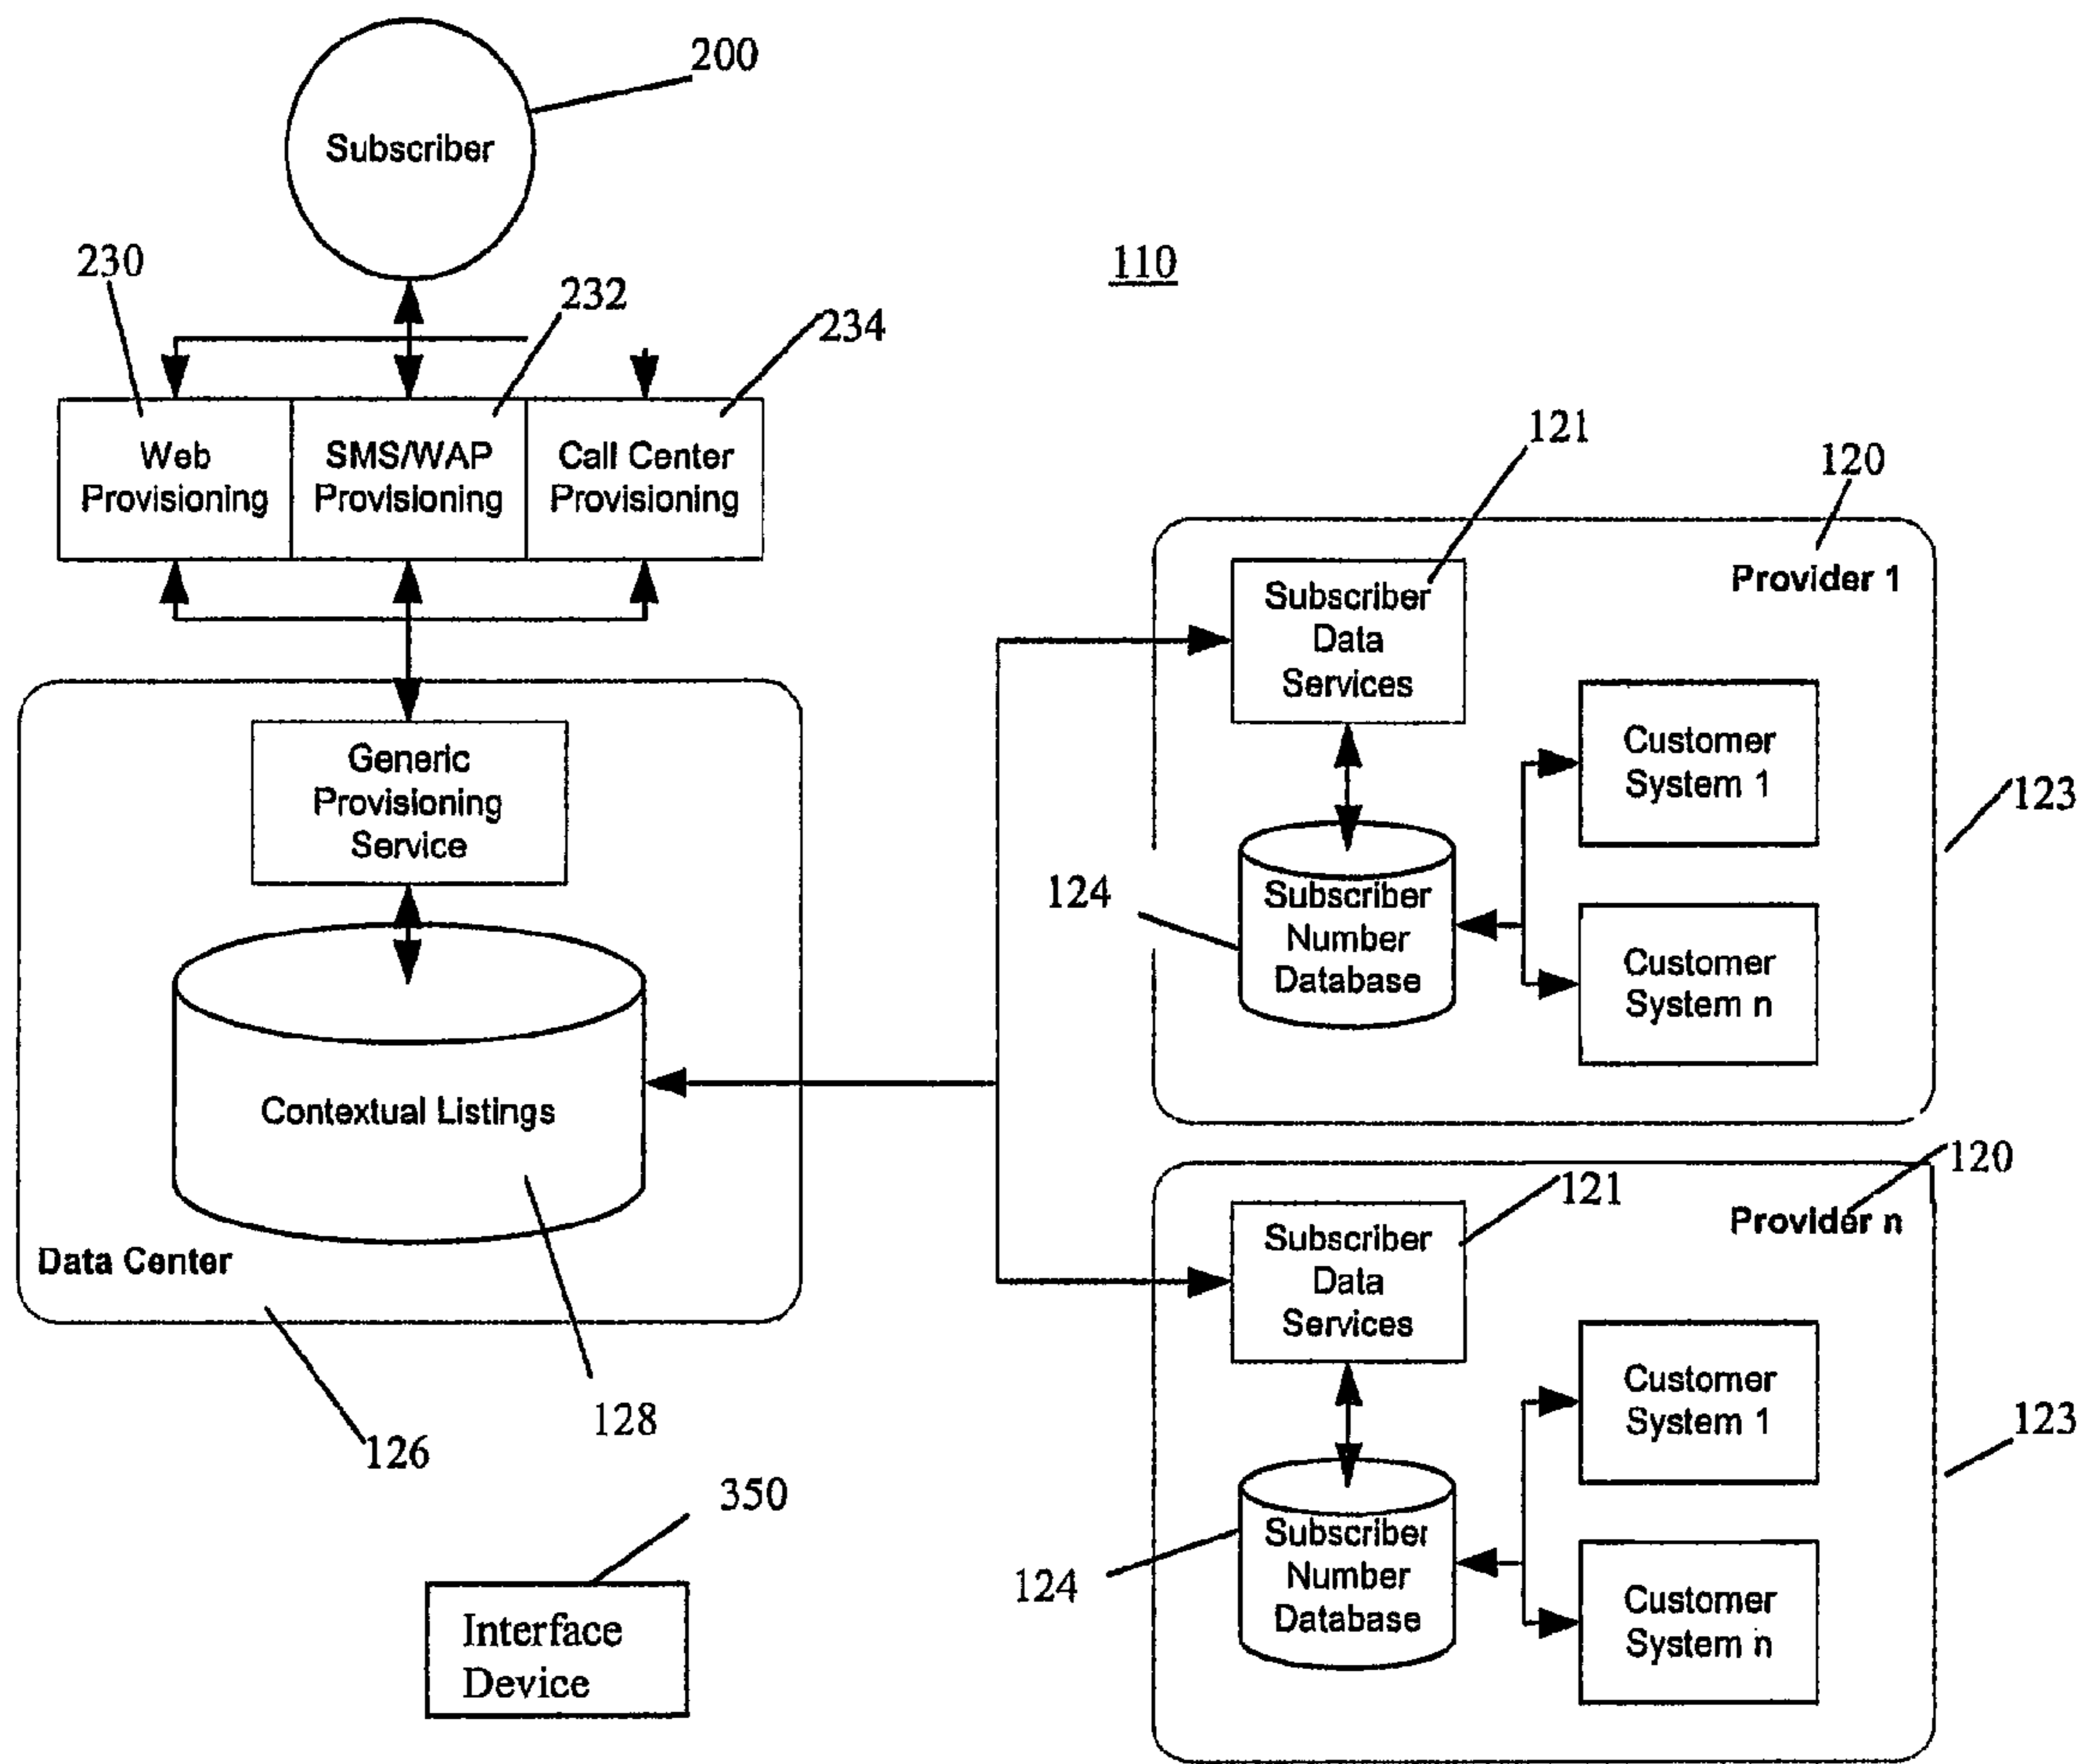 200
Subscriber
230
232
234
110
Web
Provisioning
SMS/WAP
Provisioning
Call Center
Provisioning
121
120
Provider 1
Subscriber
Data
Services
Customer
System 1
123
Generic
Provisioning
Service
124
Subscriber
Number
Database
Customer
System n
Contextual Listings
Data Center
128
126
120
121
Provider n
Subscriber
Data
Services
Customer
System 1
123
124
Subscriber
Number
Database
Customer
System n
350
Interface
Device